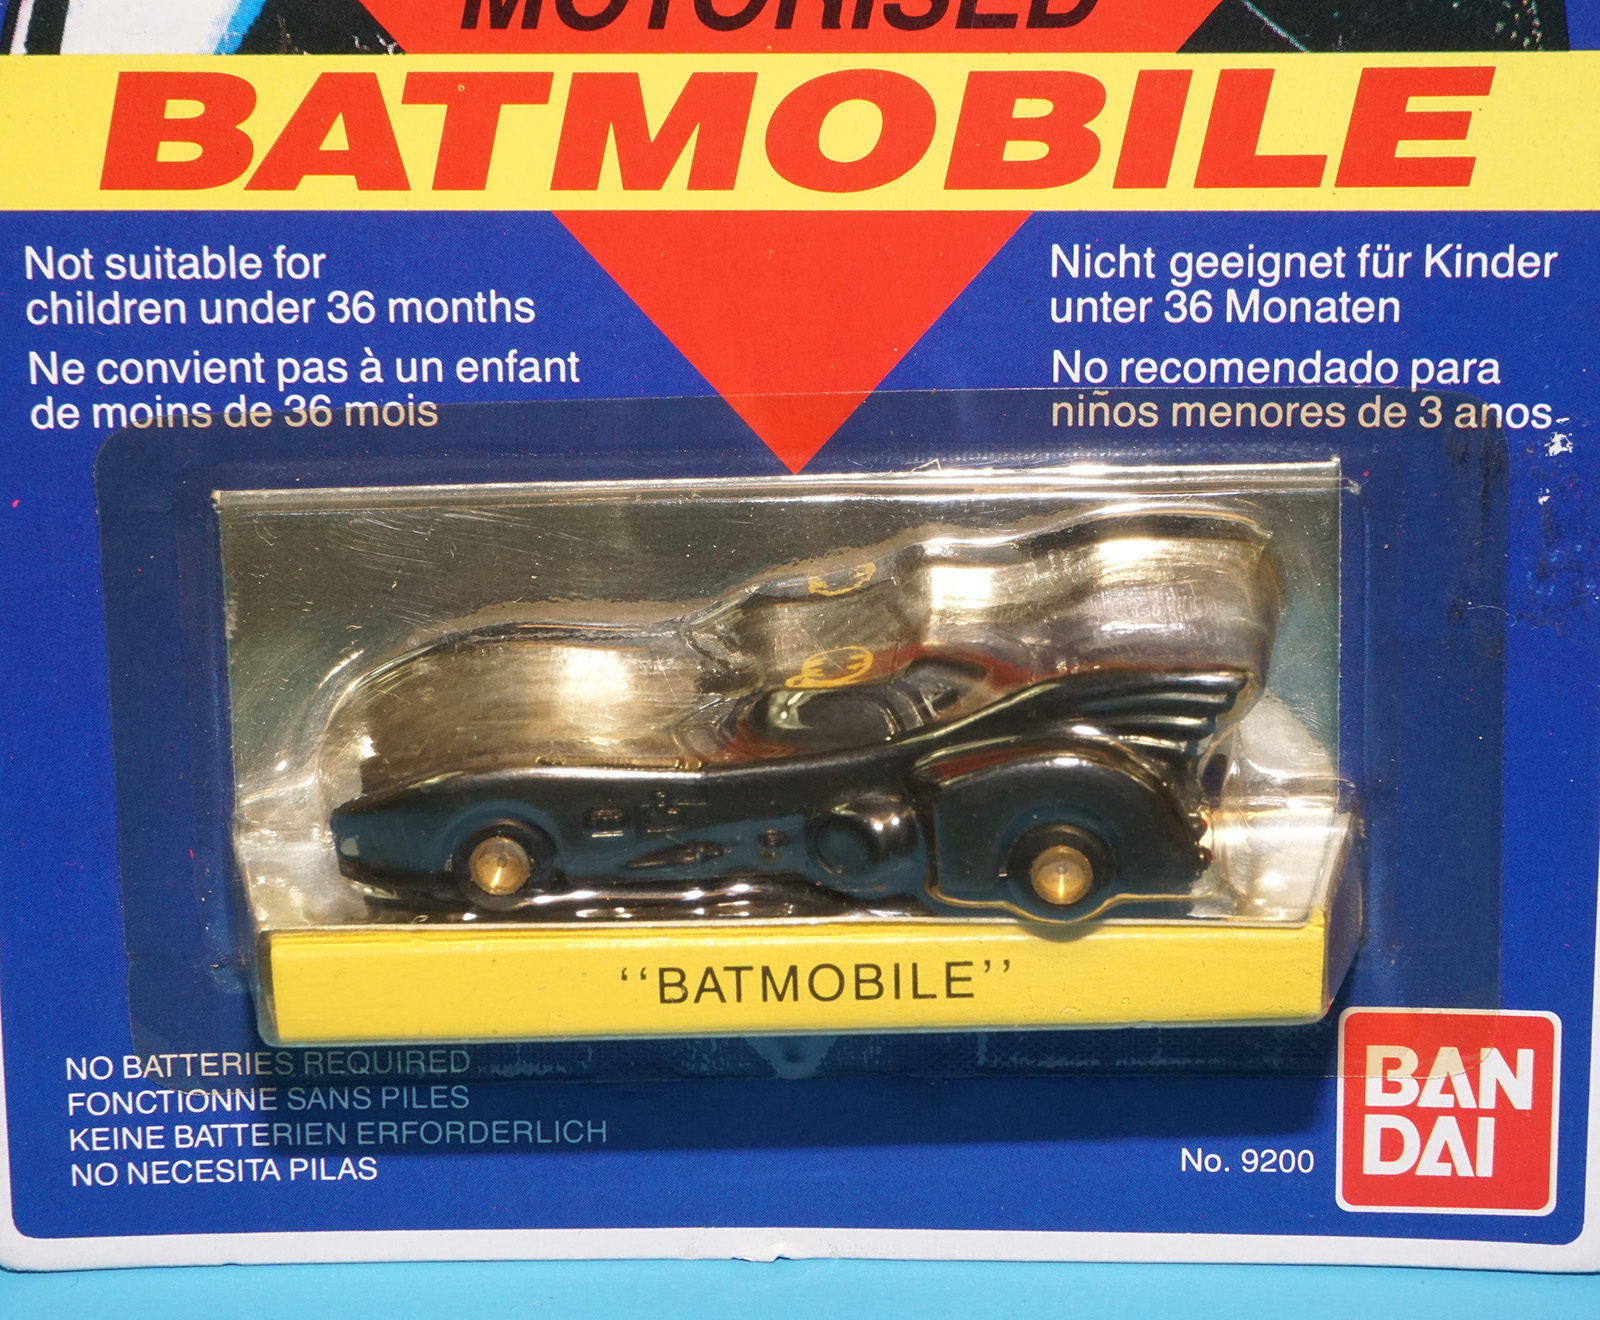 MOTORISED
BATMOBILE
Not suitable for
children under 36 months
Ne convient pas à un enfant
de moins de 36 mois
Nicht geeignet für Kinder
unter 36 Monaten
No recomendado para
niños menores de 3 anos
“BATMOBILE”
NO BATTERIES REQUIRED
FONCTIONNE SANS PILES
KEINE BATTERIEN ERFORDERLICH
NO NECESITA PILAS
No. 9200
BAN
DAI